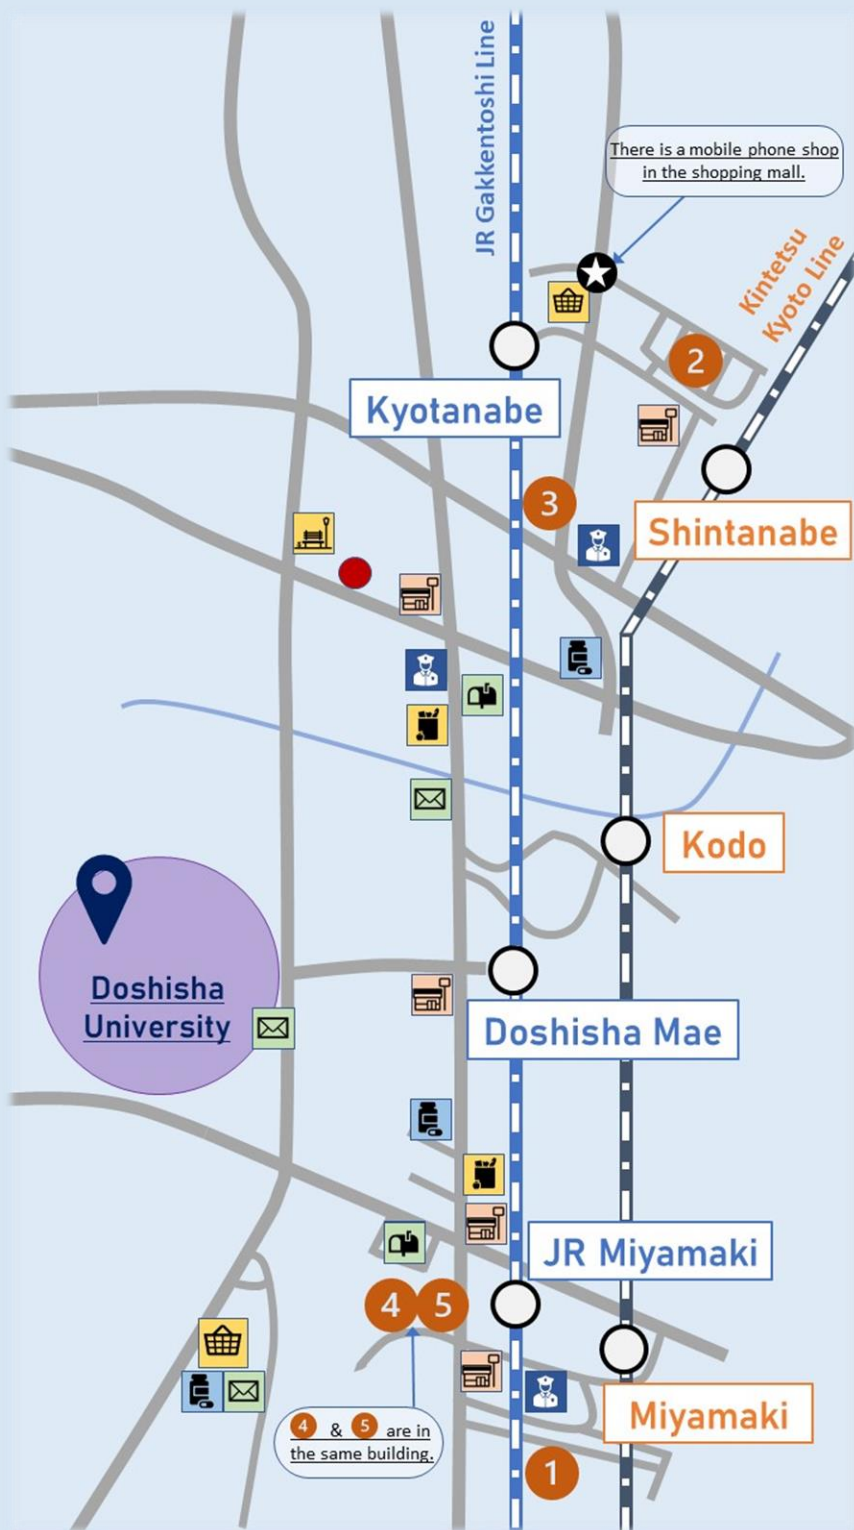 JR Gakkentoshi Line
There is a mobile phone shop
in the shopping mall.
Kintetsu
Kyoto Line
2
Kyotanabe
3
Shintanabe
Kodo
Doshisha
University
Doshisha Mae
JR Miyamaki
4 5
Miyamaki
4 & 5 are in
the same building.
1